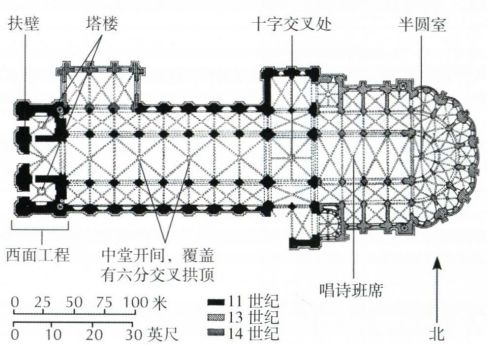 扶壁 塔楼 十字交叉处 半圆室
西面工程 中堂开间，覆盖
有六分交叉拱顶
唱诗班席
0 25 50 75 100 米
0 10 20 30 英尺
11 世纪
13 世纪
14 世纪
北